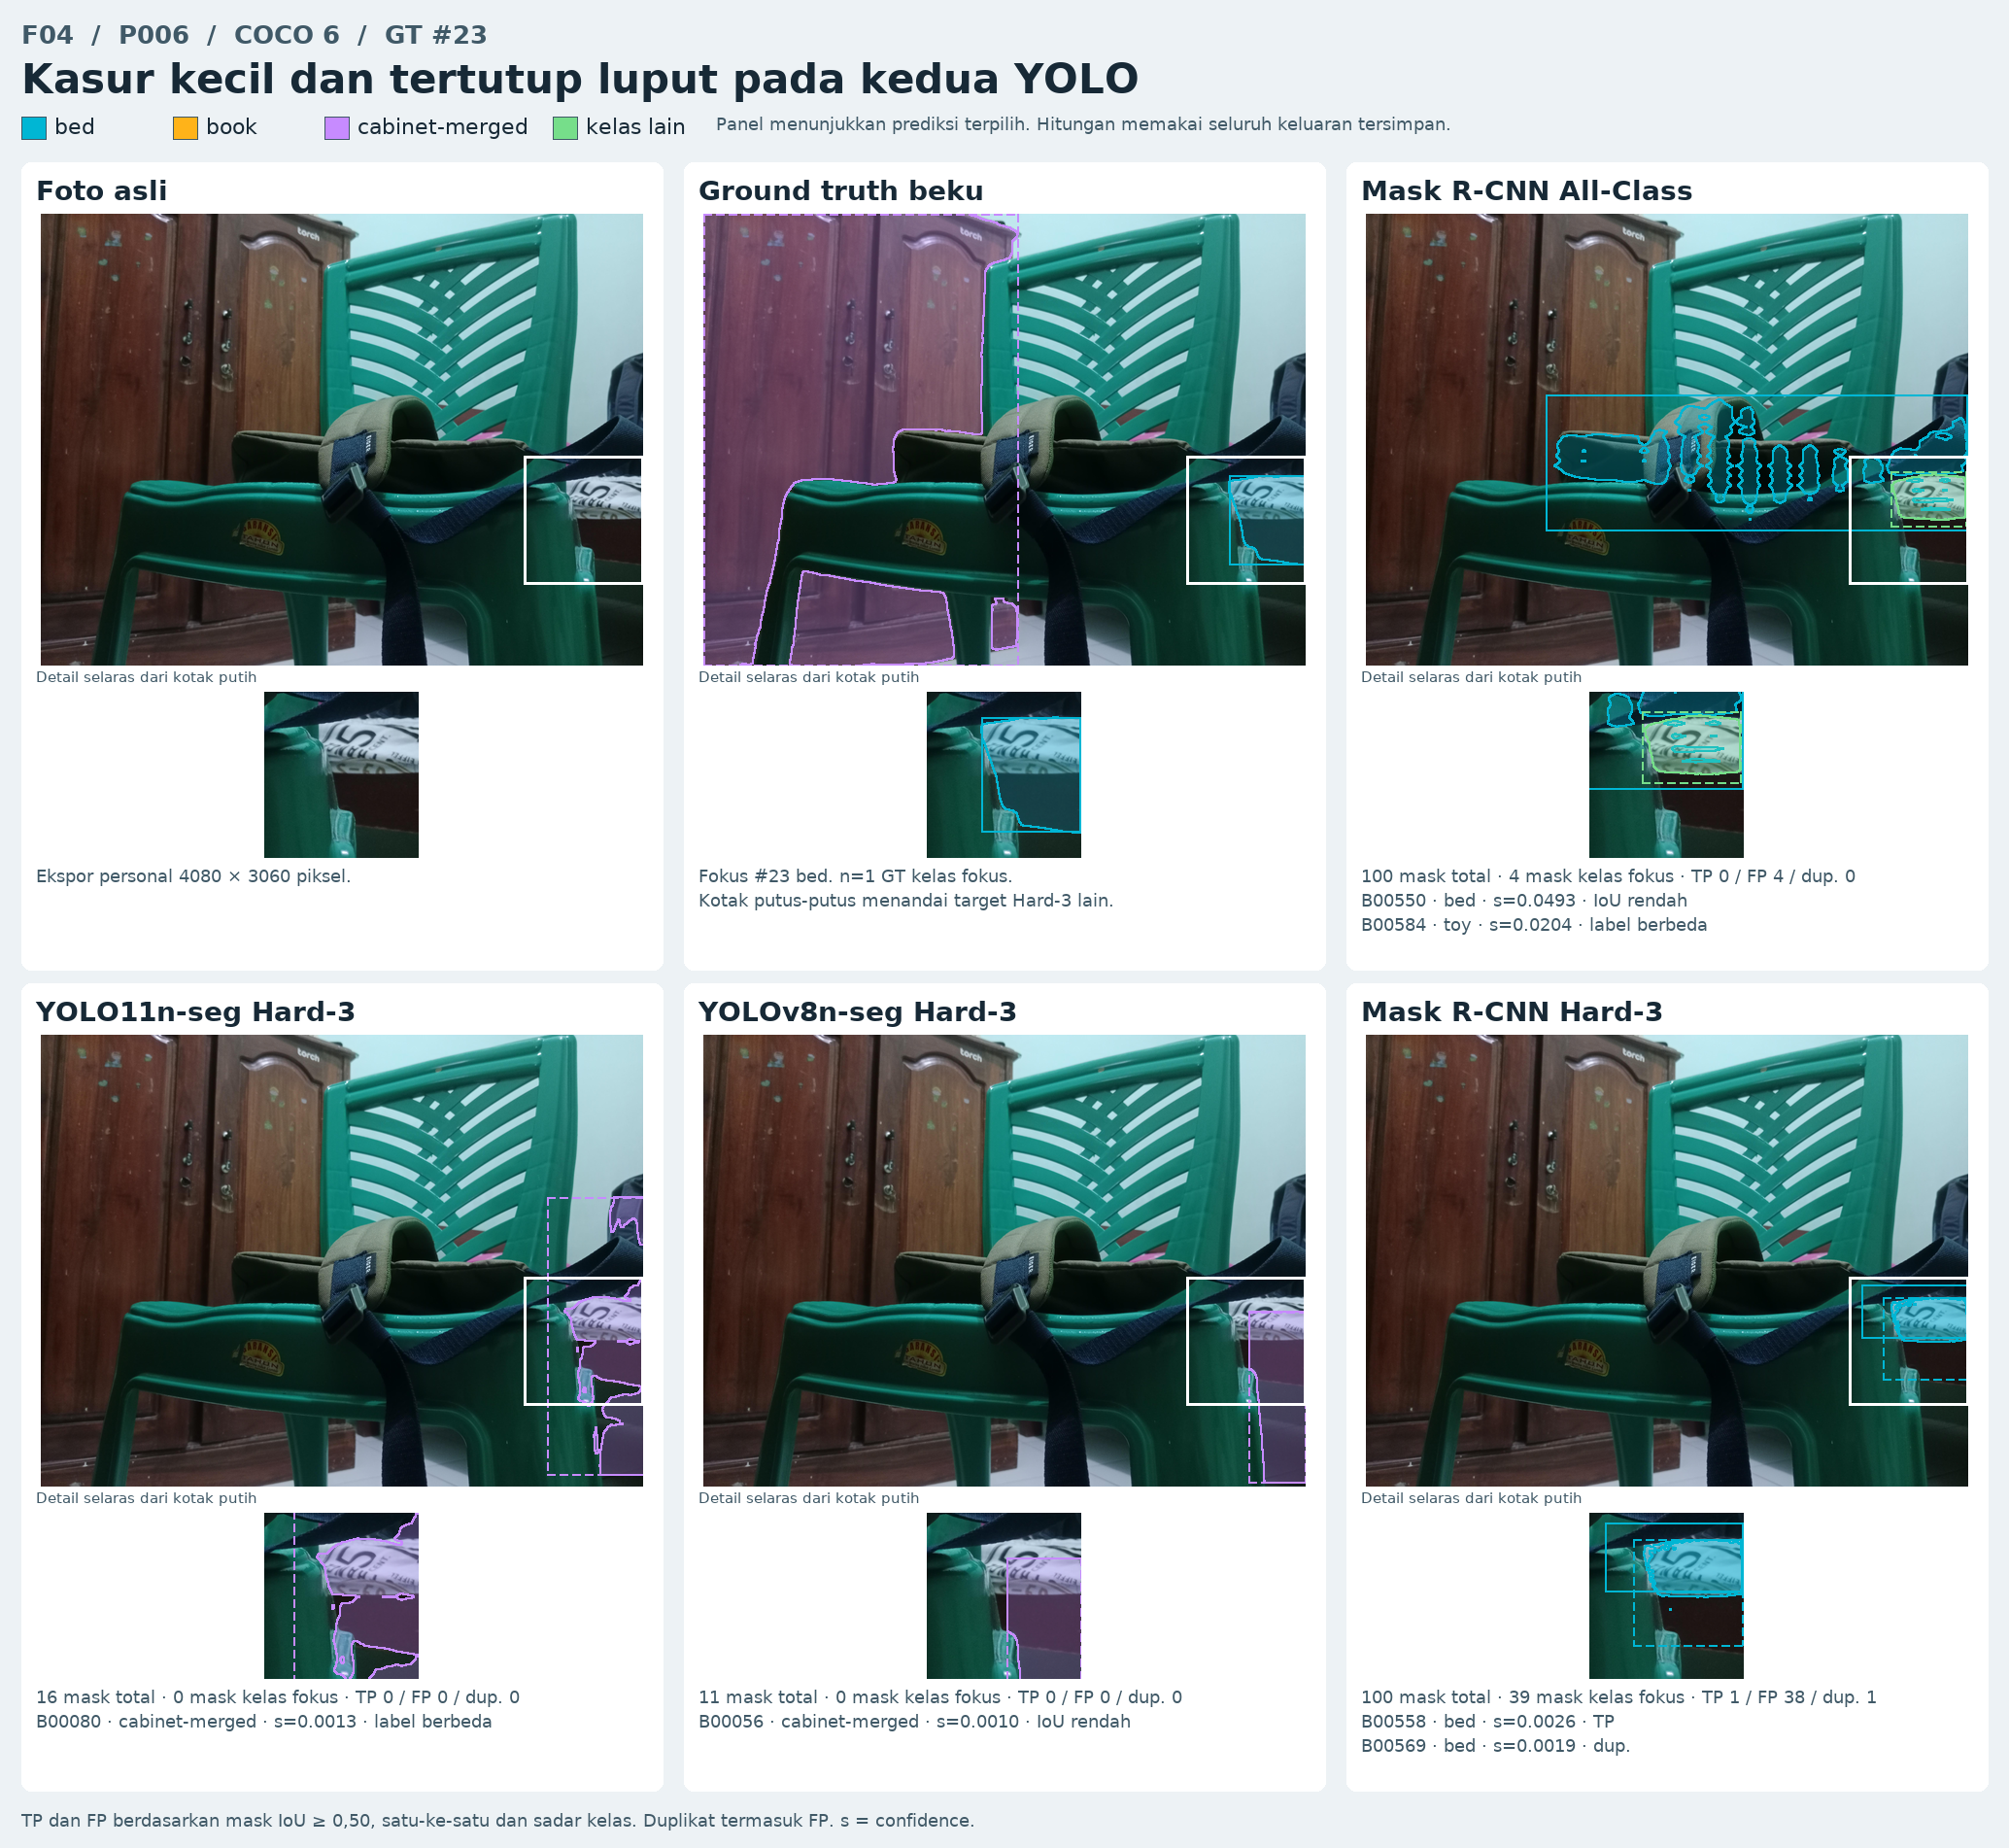 F04 / P006 / COCO 6 / GT #23
Kasur kecil dan tertutup luput pada kedua YOLO
bed
book
cabinet-merged
kelas lain
Panel menunjukkan prediksi terpilih. Hitungan memakai seluruh keluaran tersimpan.
Foto asli
torch
Detail selaras dari kotak putih
Ekspor personal 4080 × 3060 piksel.
Ground truth beku
torch
Detail selaras dari kotak putih
Fokus #23 bed. n=1 GT kelas fokus.
Kotak putus-putus menandai target Hard-3 lain.
Mask R-CNN All-Class
torch
Detail selaras dari kotak putih
100 mask total · 4 mask kelas fokus · TP 0 / FP 4 / dup. 0
B00550 · bed · s=0.0493 · IoU rendah
B00584 · toy · s=0.0204 · label berbeda
YOLO11n-seg Hard-3
torch
Detail selaras dari kotak putih
16 mask total · 0 mask kelas fokus · TP 0 / FP 0 / dup. 0
B00080 · cabinet-merged · s=0.0013 · label berbeda
YOLOv8n-seg Hard-3
torch
Detail selaras dari kotak putih
11 mask total · 0 mask kelas fokus · TP 0 / FP 0 / dup. 0
B00056 · cabinet-merged · s=0.0010 · IoU rendah
Mask R-CNN Hard-3
torch
Detail selaras dari kotak putih
100 mask total · 39 mask kelas fokus · TP 1 / FP 38 / dup. 1
B00558 · bed · s=0.0026 · TP
B00569 · bed · s=0.0019 · dup.
TP dan FP berdasarkan mask IoU ≥ 0,50, satu-ke-satu dan sadar kelas. Duplikat termasuk FP. s = confidence.